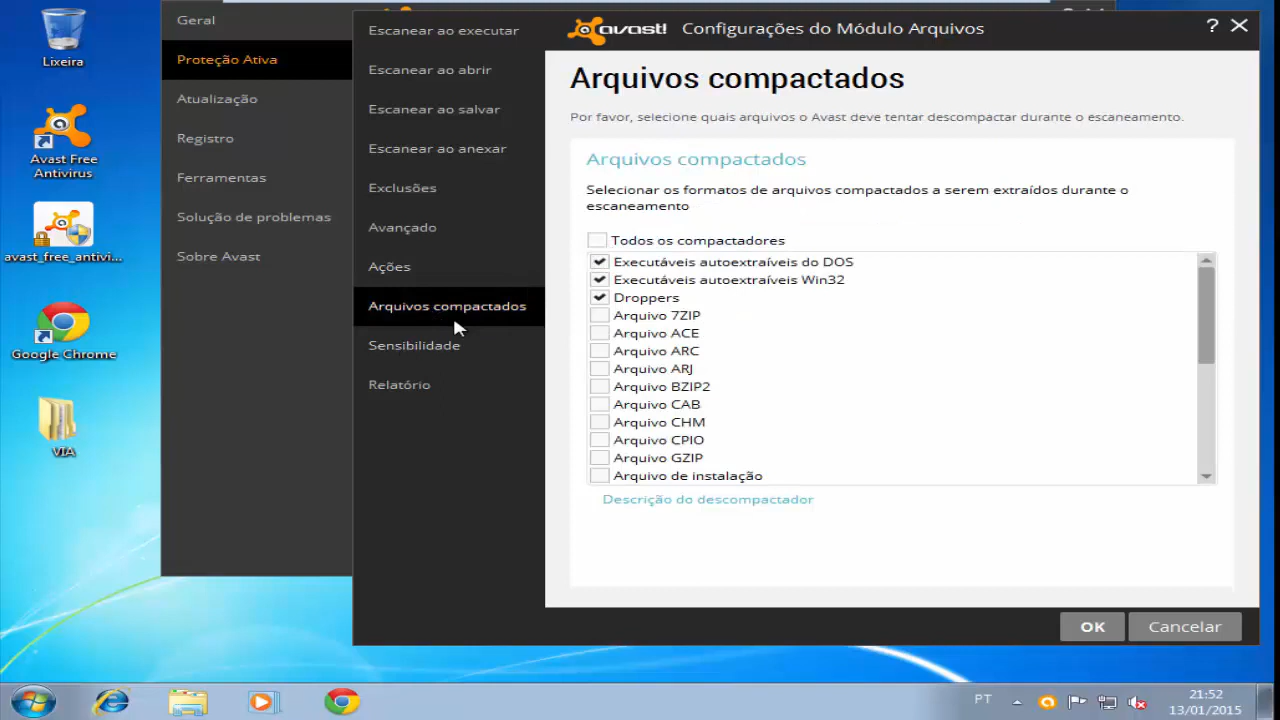 Lixeira
Avast Free
Antivirus
avast_free_antivi...
Google Chrome
VIA
Geral
Proteção Ativa
Atualização
Registro
Ferramentas
Solução de problemas
Sobre Avast
Escanear ao executar
Escanear ao abrir
Escanear ao salvar
Escanear ao anexar
Exclusões
Avançado
Ações
Arquivos compactados
Sensibilidade
Relatório
avast! Configurações do Módulo Arquivos ?
Arquivos compactados
Por favor, selecione quais arquivos o Avast deve tentar descompactar durante o escaneamento.
Arquivos compactados
Selecionar os formatos de arquivos compactados a serem extraídos durante o
escaneamento
Todos os compactadores
Executáveis autoextraíveis do DOS
Executáveis autoextraíveis Win32
Droppers
Arquivo 7ZIP
Arquivo ACE
Arquivo ARC
Arquivo ARJ
Arquivo BZIP2
Arquivo CAB
Arquivo CHM
Arquivo CPIO
Arquivo GZIP
Arquivo de instalação
Descrição do descompactador
OK
Cancelar
PT
21:52
13/01/2015